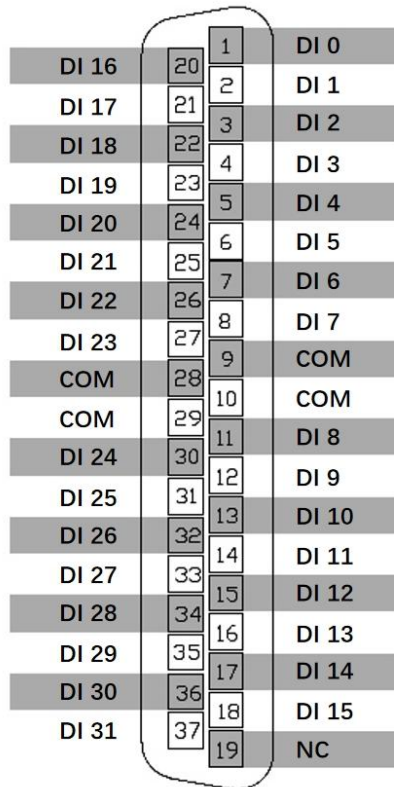 1 DI 0
DI 16 20
2 DI 1
21
DI 17
3 DI 2
DI 18 22
4 DI 3
DI 19 23
5 DI 4
DI 20 24
6 DI 5
DI 21 25
7 DI 6
DI 22 26
8 DI 7
DI 23 27
9 COM
COM 28
10 COM
COM 29
11 DI 8
DI 24 30
12 DI 9
DI 25 31
13 DI 10
DI 26 32
14 DI 11
DI 27 33
15 DI 12
DI 28 34
16 DI 13
DI 29 35
17 DI 14
DI 30 36
18 DI 15
DI 31 37
19 NC